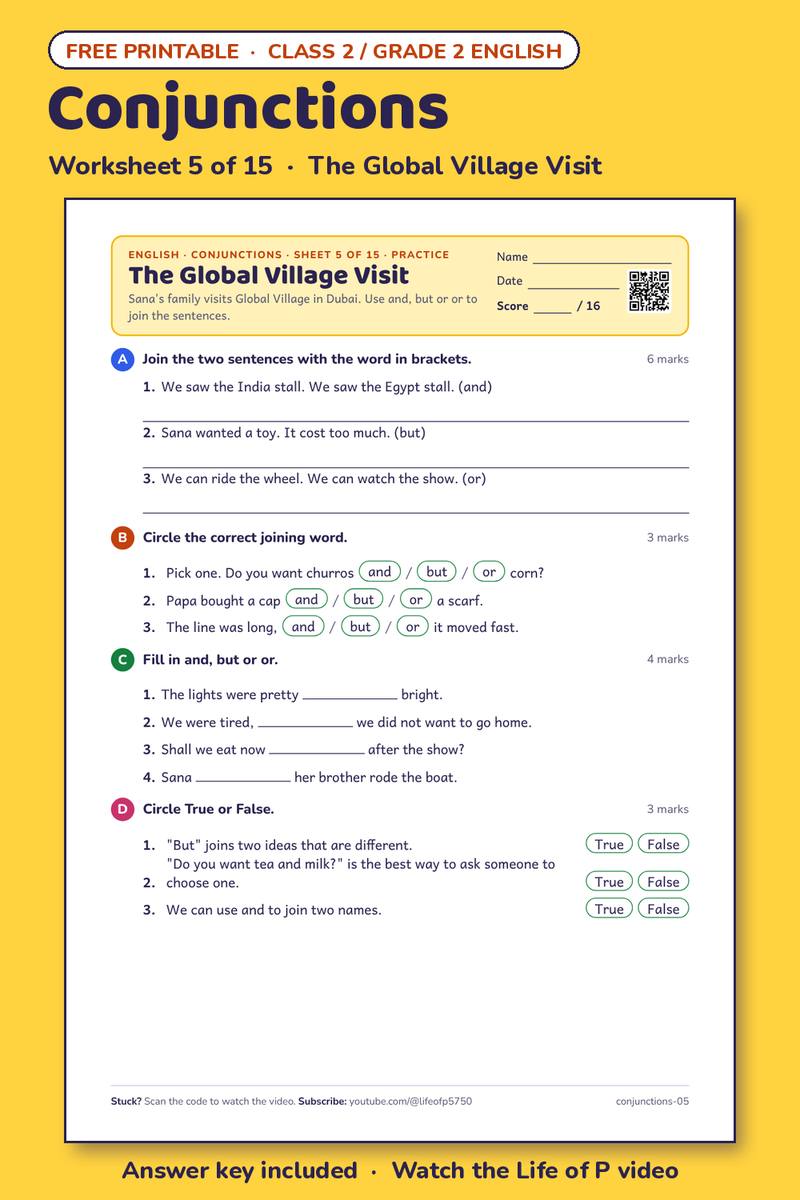 FREE PRINTABLE · CLASS 2 / GRADE 2 ENGLISH
Conjunctions
Worksheet 5 of 15 · The Global Village Visit
ENGLISH · CONJUNCTIONS · SHEET 5 OF 15 · PRACTICE
The Global Village Visit
Sana's family visits Global Village in Dubai. Use and, but or or to
join the sentences.
Name ____________
Date ____________
Score _____ / 16
A Join the two sentences with the word in brackets. 6 marks
1. We saw the India stall. We saw the Egypt stall. (and)
2. Sana wanted a toy. It cost too much. (but)
3. We can ride the wheel. We can watch the show. (or)
B Circle the correct joining word. 3 marks
1. Pick one. Do you want churros and / but / or corn?
2. Papa bought a cap and / but / or a scarf.
3. The line was long, and / but / or it moved fast.
C Fill in and, but or or. 4 marks
1. The lights were pretty ____________ bright.
2. We were tired, ____________ we did not want to go home.
3. Shall we eat now ____________ after the show?
4. Sana ____________ her brother rode the boat.
D Circle True or False. 3 marks
1. "But" joins two ideas that are different. True False
"Do you want tea and milk?" is the best way to ask someone to
2. choose one. True False
3. We can use and to join two names. True False
Stuck? Scan the code to watch the video. Subscribe: youtube.com/@lifeofp5750 conjunctions-05
Answer key included · Watch the Life of P video